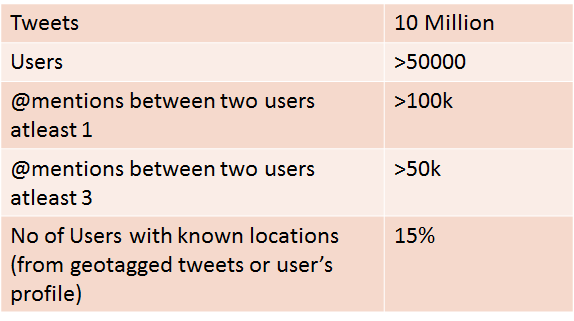 Tweets 10 Million
Users >50000
@mentions between two users >100k
atleast 1
@mentions between two users >50k
atleast 3
No of Users with known locations 15%
(from geotagged tweets or user's
profile)